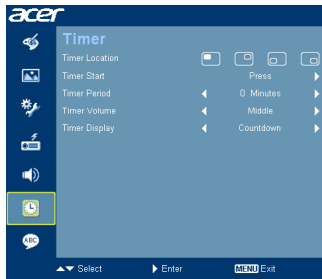 acer
Timer
Timer Location
Timer Start Press
Timer Period 0 Minutes
Timer Volume Middle
Timer Display Countdown
ABC
Select Enter MENU Exit